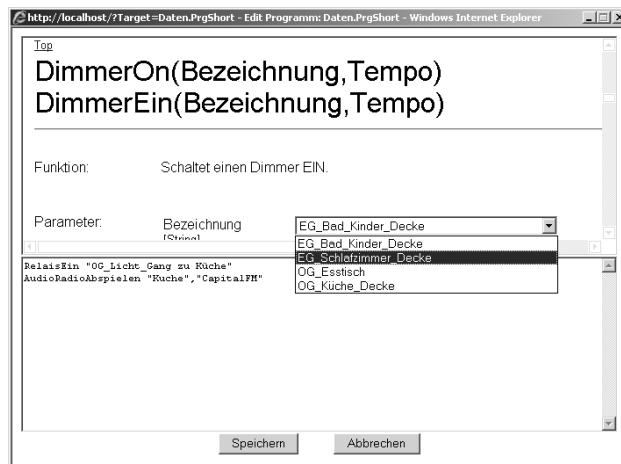 http://localhost/?Target=Daten.PrgShort - Edit Programm: Daten.PrgShort - Windows Internet Explorer
Top
DimmerOn(Bezeichnung,Tempo)
DimmerEin(Bezeichnung,Tempo)
Funktion: Schaltet einen Dimmer EIN.
Parameter: Bezeichnung EG_Bad_Kinder_Decke
[String]
EG_Bad_Kinder_Decke
EG_Schlafzimmer_Decke
OG_Esstisch
OG_Küche_Decke
RelaisEin "OG_Licht_Gang zu Küche"
AudioRadioAbspielen "Kuche","CapitalFM"
Speichern Abbrechen